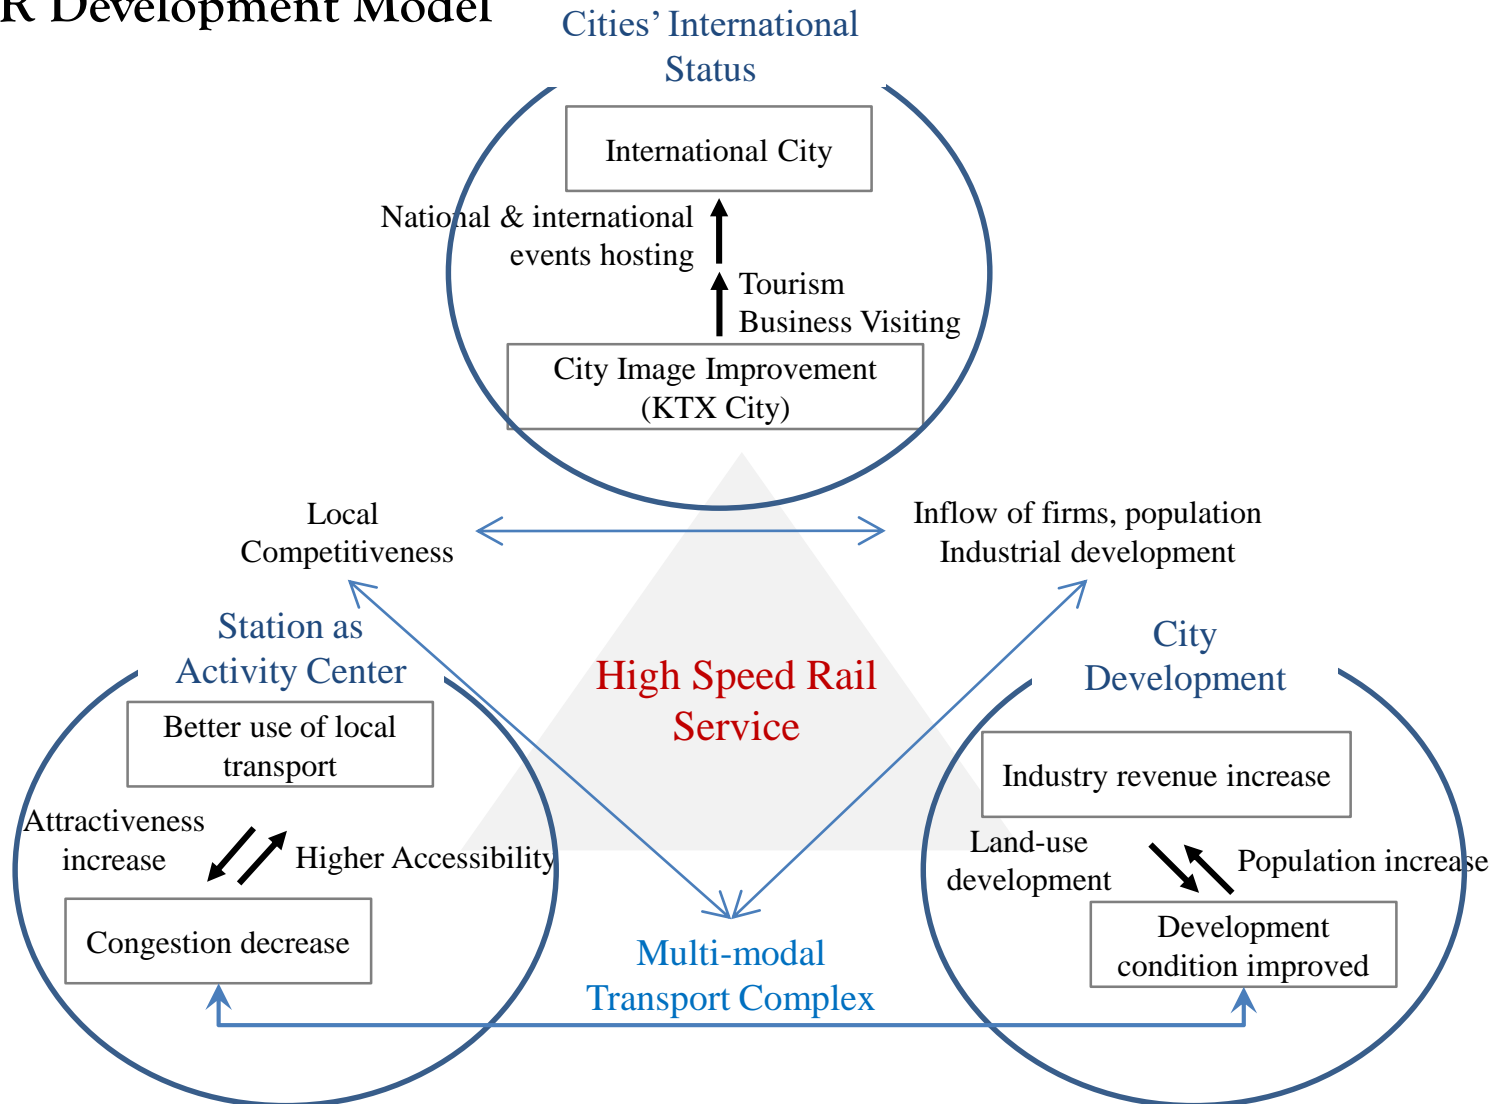 R Development Model
Cities’ International
Status
International City
National & international
events hosting
Tourism
Business Visiting
City Image Improvement
(KTX City)
Local
Competitiveness
Inflow of firms, population
Industrial development
Station as
Activity Center
Better use of local
transport
Attractiveness
increase
Higher Accessibility
Congestion decrease
High Speed Rail
Service
City
Development
Industry revenue increase
Land-use
development
Population increase
Development
condition improved
Multi-modal
Transport Complex